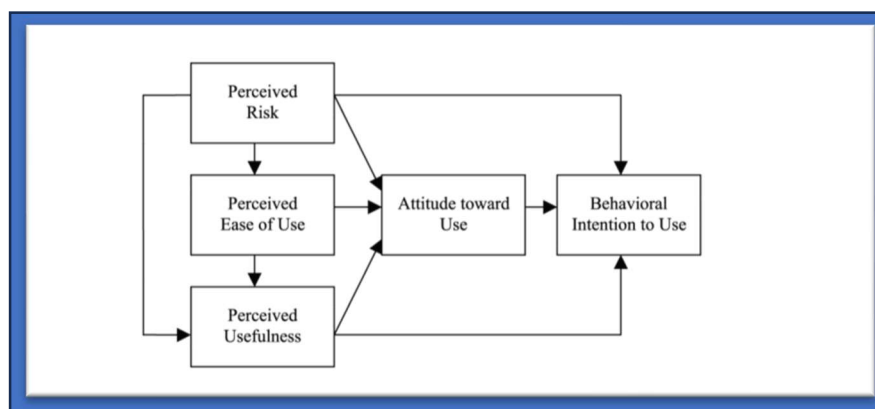 Perceived
Risk
Perceived
Ease of Use
Attitude toward
Use
Behavioral
Intention to Use
Perceived
Usefulness